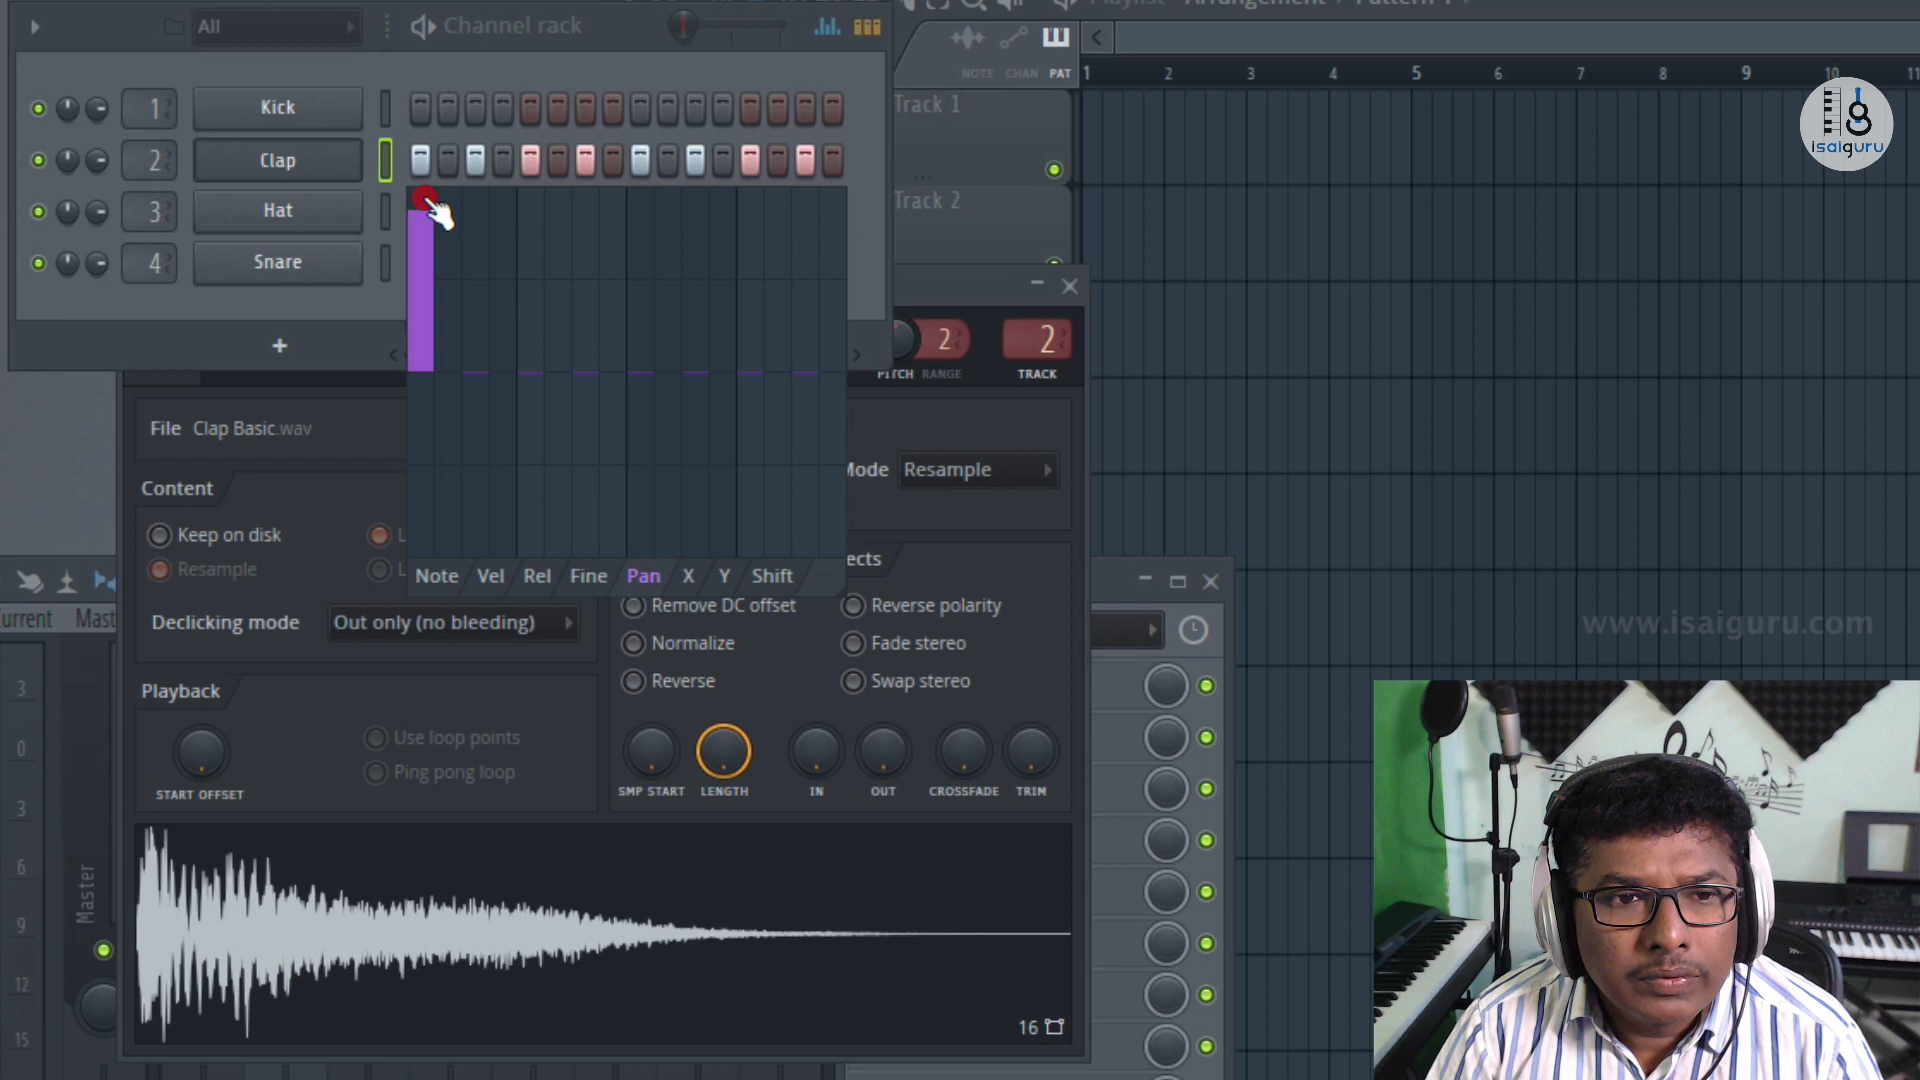 All
Channel rack
Arrangement
NOTE CHAN PAT
1 2 3 4 5 6 7 8 9 10 11
1 Kick
2 Clap
3 Hat
4 Snare
+
Track 1
...
Track 2
isaiguru
2
2
PITCH RANGE
TRACK
File Clap Basic.wav
Mode Resample
Content
Keep on disk
Resample
Declicking mode Out only (no bleeding)
Note Vel Rel Fine Pan X Y Shift
Remove DC offset
Reverse polarity
Normalize
Fade stereo
Reverse
Swap stereo
Playback
Use loop points
Ping pong loop
START OFFSET
SMP START LENGTH IN OUT CROSSFADE TRIM
16
www.isaiguru.com
Master
3
0
3
6
9
12
15